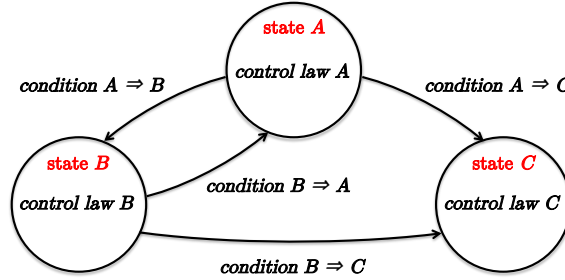 state A
control law A
condition A ⇒ B
condition A ⇒ C
state B
control law B
state C
control law C
condition B ⇒ A
condition B ⇒ C